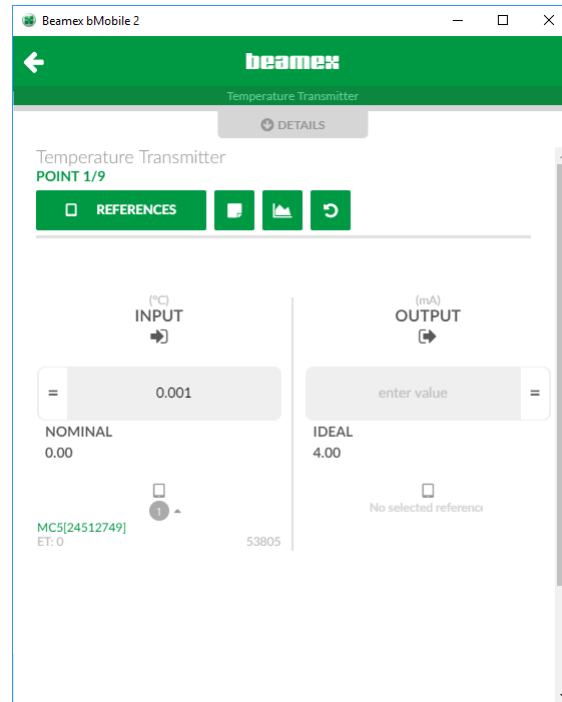 Beamex bMobile 2
beamex
Temperature Transmitter
DETAILS
Temperature Transmitter
POINT 1/9
REFERENCES
(°C)
INPUT
= 0.001
NOMINAL
0.00
1
MC5[24512749]
ET: 0 53805
(mA)
OUTPUT
enter value =
IDEAL
4.00
No selected referenc